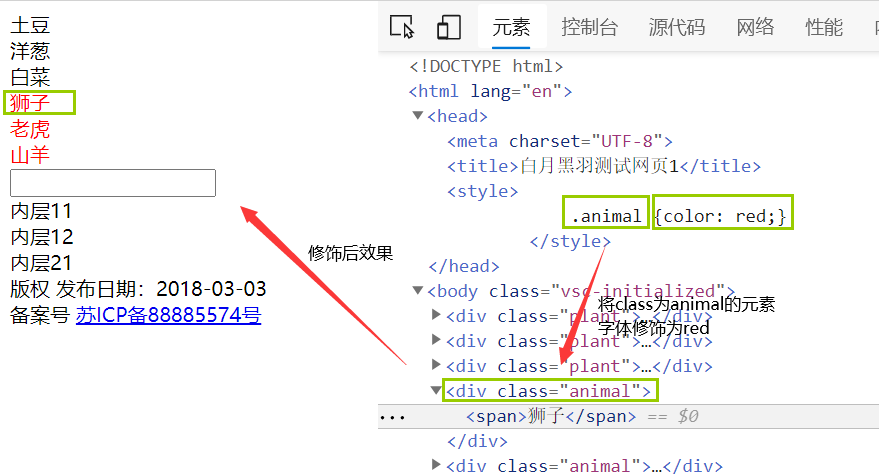 土豆
洋葱
白菜
狮子
老虎
山羊
内层11
内层12
内层21
版权 发布日期：2018-03-03
备案号 苏ICP备88885574号
修饰后效果
元素 控制台 源代码 网络 性能
<!DOCTYPE html>
<html lang="en">
<head>
<meta charset="UTF-8">
<title>白月黑羽测试网页1</title>
<style>
.animal {color: red;}
</style>
</head>
<body class="vsc-initialized">
将class为animal的元素
字体修饰为red
<div class="plant">…</div>
<div class="plant">…</div>
<div class="plant">…</div>
<div class="animal">
<span>狮子</span> == $0
</div>
<div class="animal">…</div>